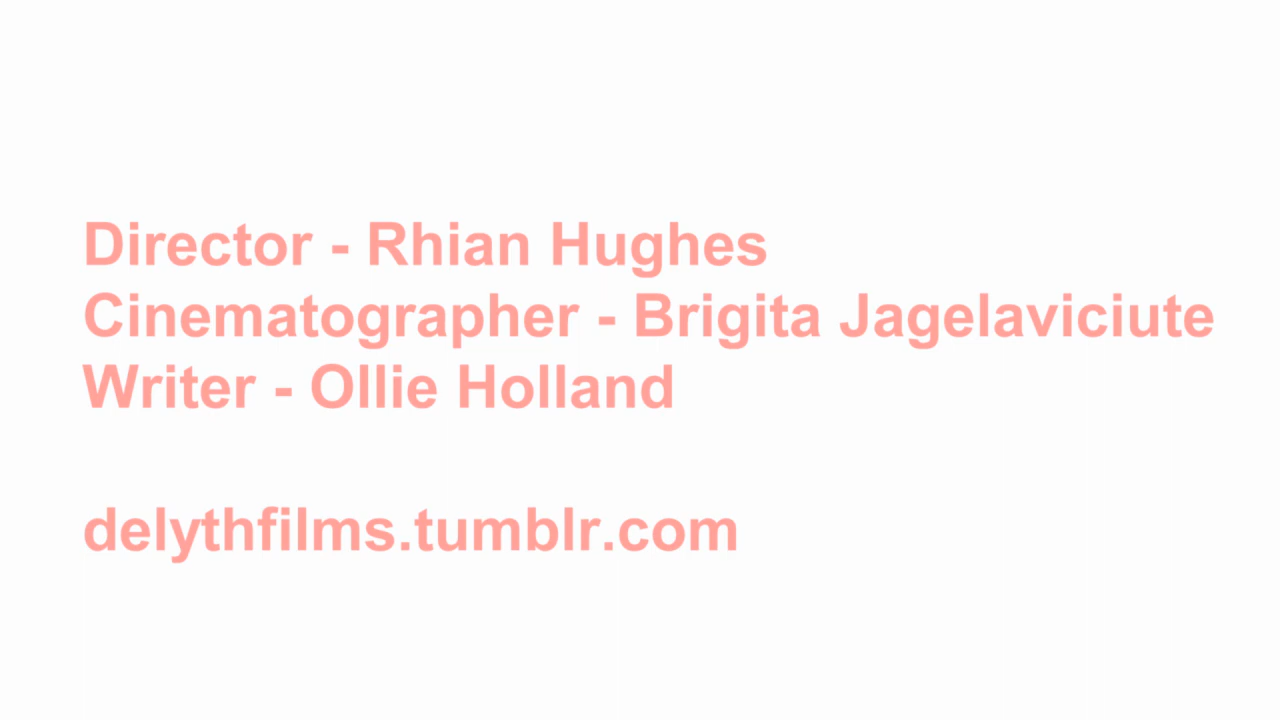 Director - Rhian Hughes
Cinematographer - Brigita Jagelaviciute
Writer - Ollie Holland
delythfilms.tumblr.com